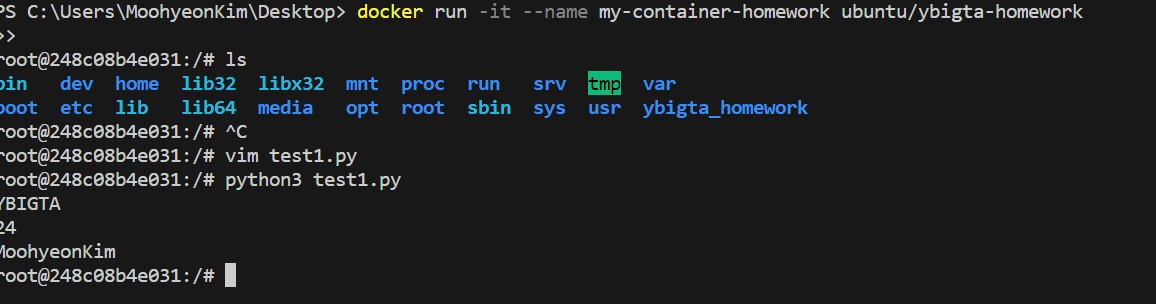 PS C:\Users\MoohyeonKim\Desktop> docker run -it --name my-container-homework ubuntu/ybigta-homework
>>
root@248c08b4e031:/# ls
bin dev home lib32 libx32 mnt proc run srv tmp var
boot etc lib lib64 media opt root sbin sys usr ybigta_homework
root@248c08b4e031:/# ^C
root@248c08b4e031:/# vim test1.py
root@248c08b4e031:/# python3 test1.py
YBIGTA
24
MoohyeonKim
root@248c08b4e031:/#